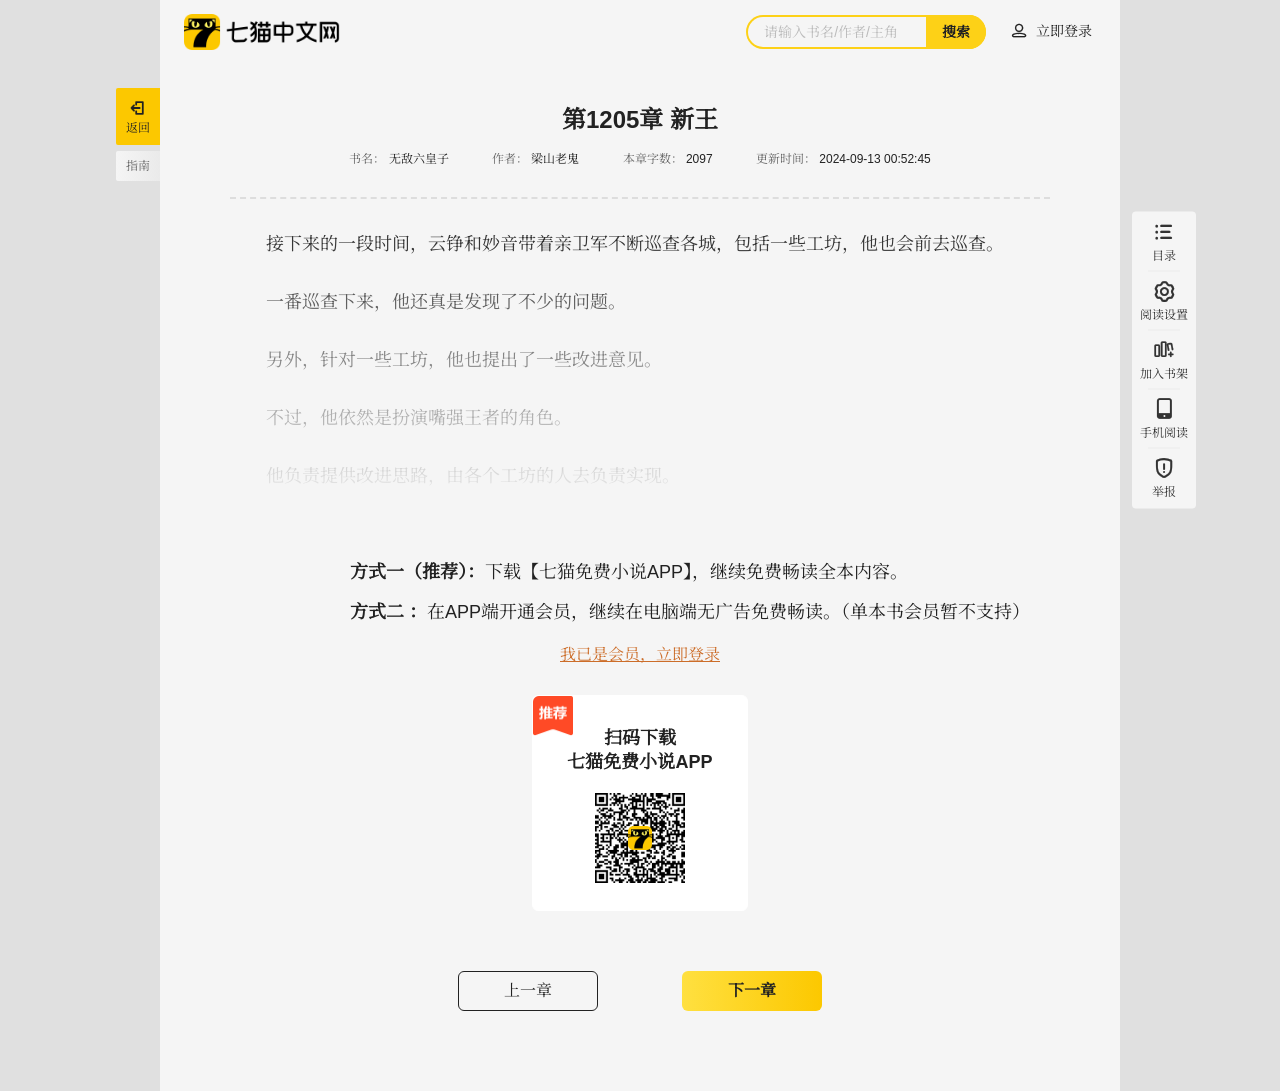 七猫中文网
请输入书名/作者/主角
搜索
立即登录
返回
指南
第1205章 新王
书名： 无敌六皇子 作者： 梁山老鬼 本章字数： 2097 更新时间： 2024-09-13 00:52:45
接下来的一段时间，云铮和妙音带着亲卫军不断巡查各城，包括一些工坊，他也会前去巡查。
一番巡查下来，他还真是发现了不少的问题。
另外，针对一些工坊，他也提出了一些改进意见。
不过，他依然是扮演嘴强王者的角色。
他负责提供改进思路，由各个工坊的人去负责实现。
目录
阅读设置
加入书架
手机阅读
举报
方式一（推荐）：下载【七猫免费小说APP】，继续免费畅读全本内容。
方式二 ：在APP端开通会员，继续在电脑端无广告免费畅读。（单本书会员暂不支持）
我已是会员，立即登录
推荐
扫码下载
七猫免费小说APP
上一章
下一章